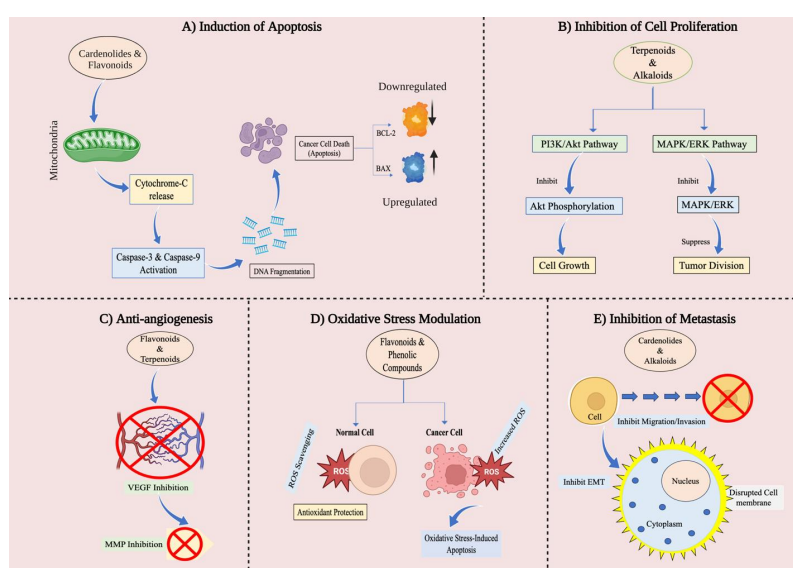 A) Induction of Apoptosis
Cardenolides &
Flavonoids
Mitochondria
Cytochrome-C
release
Caspase-3 & Caspase-9
Activation
DNA Fragmentation
Cancer Cell Death
(Apoptosis)
Downregulated
BCL-2
BAX
Upregulated
B) Inhibition of Cell Proliferation
Terpenoids
&
Alkaloids
PI3K/Akt Pathway
MAPK/ERK Pathway
Inhibit
Inhibit
Akt Phosphorylation
MAPK/ERK
Suppress
Cell Growth
Tumor Division
C) Anti-angiogenesis
Flavonoids
&
Terpenoids
VEGF Inhibition
MMP Inhibition
D) Oxidative Stress Modulation
Flavonoids &
Phenolic
Compounds
Normal Cell
Cancer Cell
ROS Scavenging
ROS
ROS
Increased ROS
Antioxidant Protection
Oxidative Stress-Induced
Apoptosis
E) Inhibition of Metastasis
Cardenolides
&
Alkaloids
Cell
Inhibit Migration/Invasion
Inhibit EMT
Nucleus
Disrupted Cell
membrane
Cytoplasm